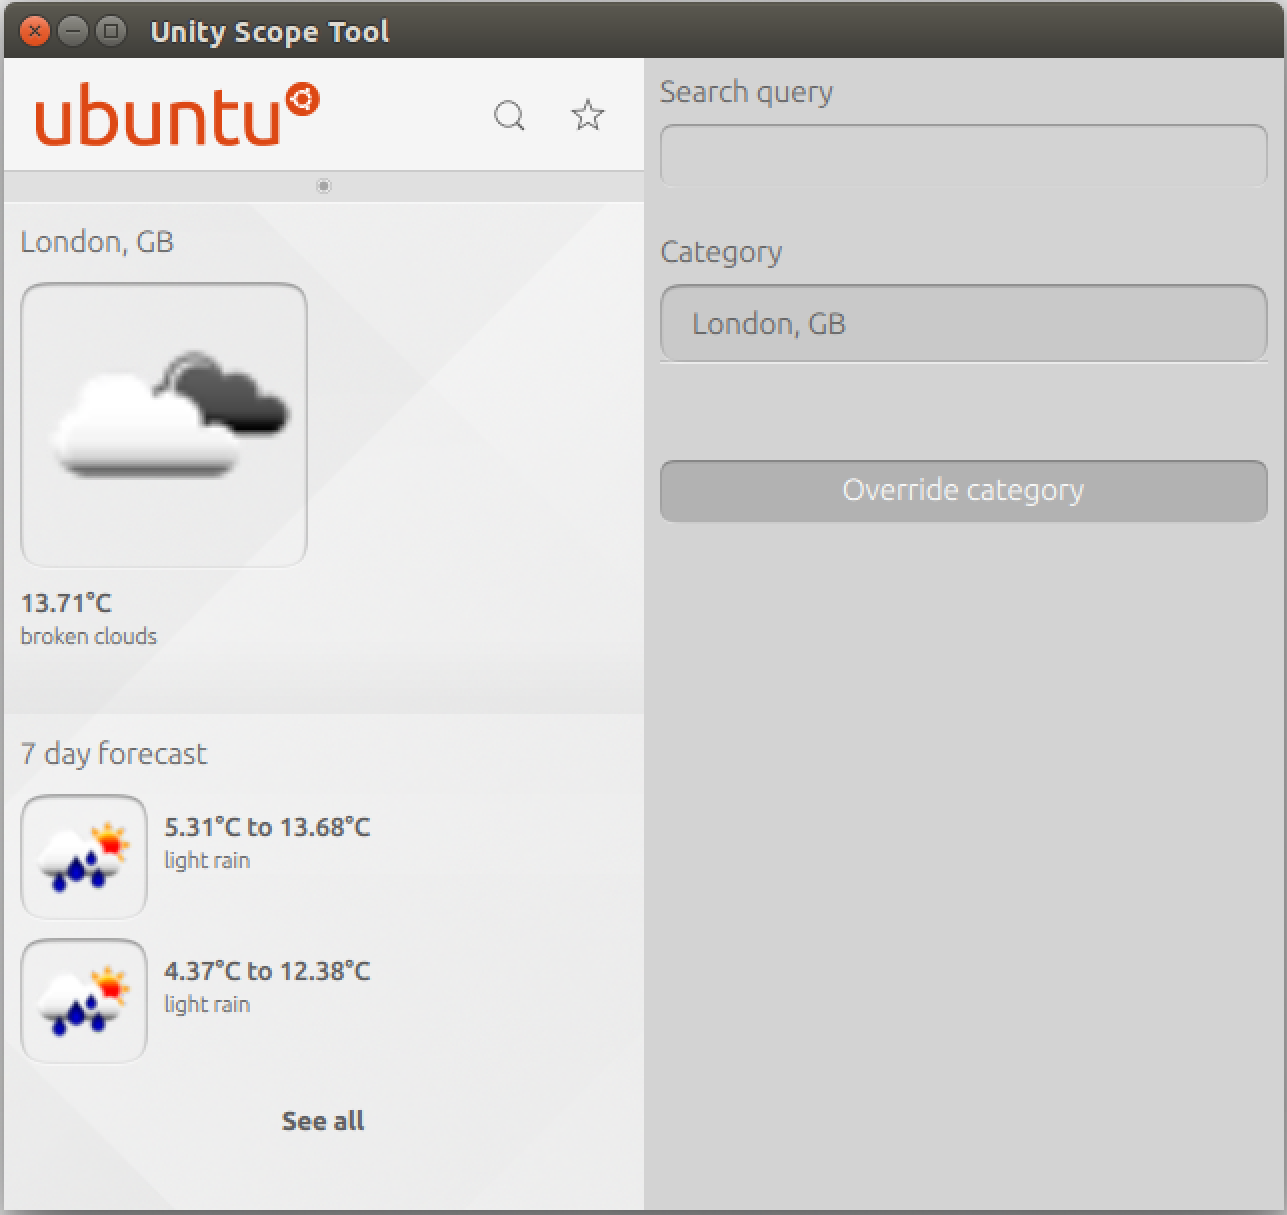 Unity Scope Tool
ubuntu
London, GB
13.71°C
broken clouds
7 day forecast
5.31°C to 13.68°C
light rain
4.37°C to 12.38°C
light rain
See all
Search query
Category
London, GB
Override category